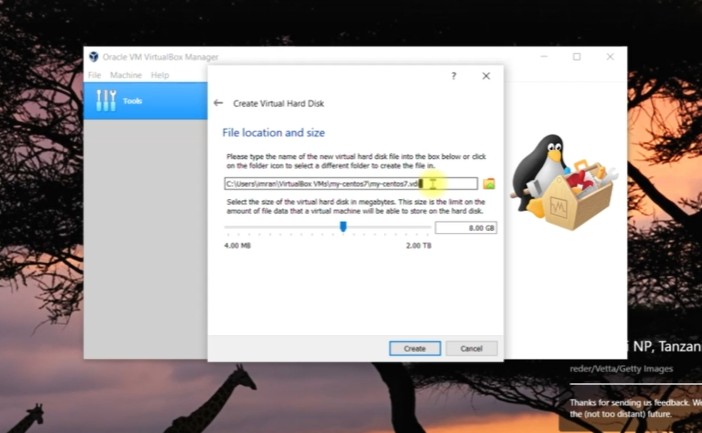 Oracle VM VirtualBox Manager
File Machine Help
Tools
?
Create Virtual Hard Disk
File location and size
Please type the name of the new virtual hard disk file into the box below or click
on the folder icon to select a different folder to create the file in.
C:\Users\imran\VirtualBox VMs\my-centos7\my-centos7.vdi
Select the size of the virtual hard disk in megabytes. This size is the limit on the
amount of file data that a virtual machine will be able to store on the hard disk.
8.00 GB
4.00 MB
2.00 TB
Create
Cancel
NP, Tanzan
reder/Vetta/Getty Images
Thanks for sending us feedback. We
the (not too distant) future.